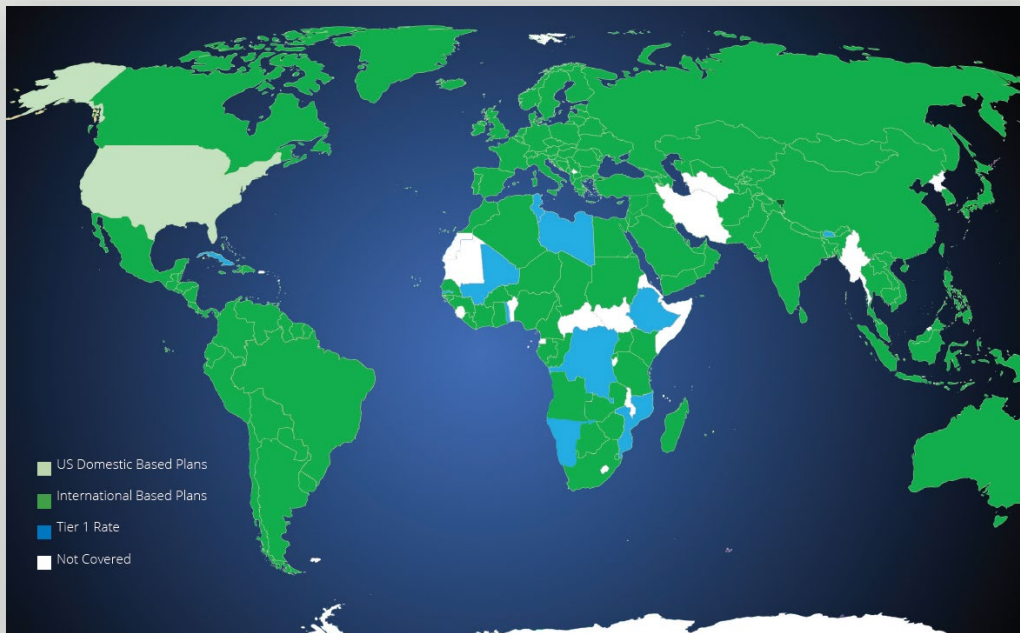 US Domestic Based Plans
International Based Plans
Tier 1 Rate
Not Covered